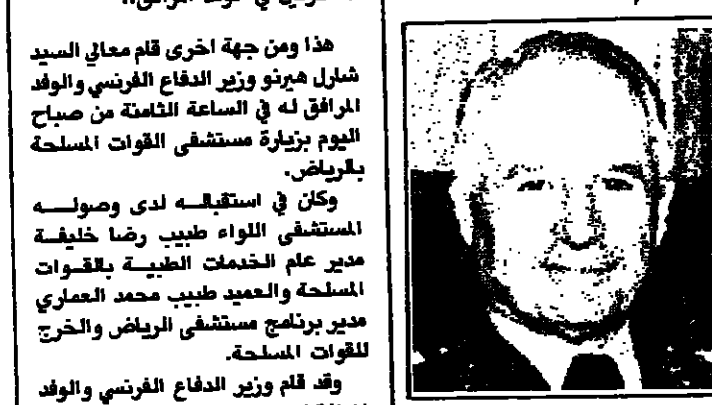 هذا ومن جهة اخرى قام معالي السيد
شارل هيرنو وزير الدفاع الفرنسي والوفد
المرافق له في الساعة الثامنة من صباح
اليوم بزيارة مستشفى القوات المسلحة
بالرياض.
وكان في استقباله لدى وصوله
المستشفى اللواء طبيب رضا خليفة
مدير عام الخدمات الطبية بالقوات
المسلحة والعميد طبيب محمد العماري
مدير برنامج مستشفى الرياض والخرج
للقوات المسلحة.
وقد قام وزير الدفاع الفرنسي والوفد